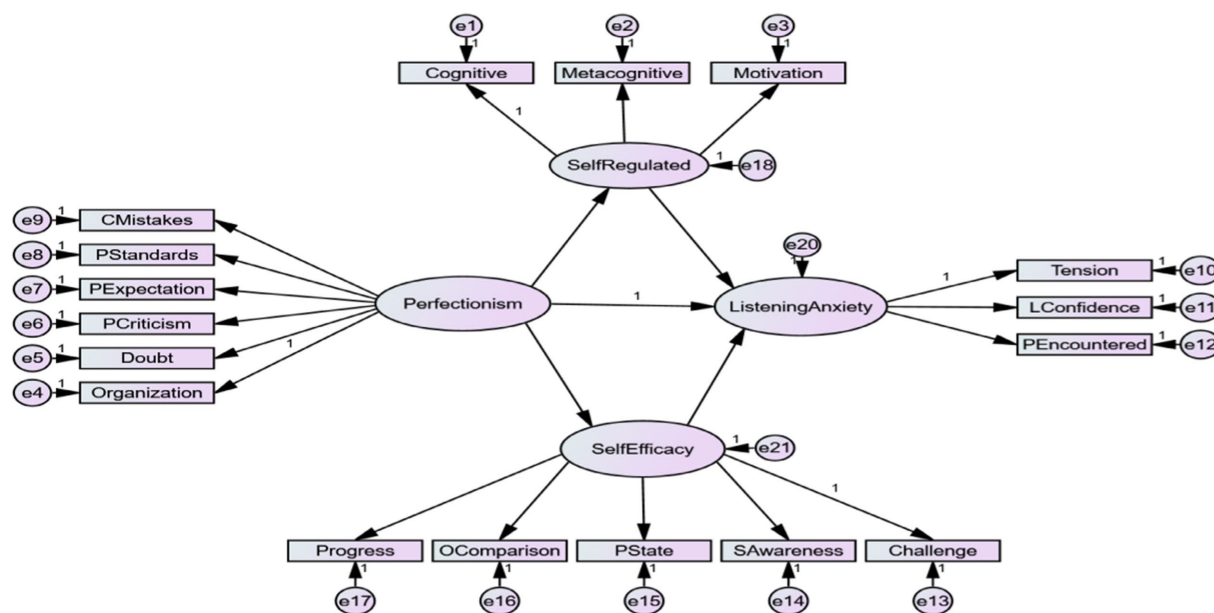 e1 e2 e3
1 1 1
Cognitive Metacognitive Motivation
1
SelfRegulated 1 e18
e9 1 CMistakes
e8 1 PStandards
e7 1 PExpectation
e6 1 PCriticism
e5 1 Doubt
e4 1 Organization
1
Perfectionism
1
e20
1
ListeningAnxiety
1
Tension 1 e10
LConfidence 1 e11
PEncountered 1 e12
SelfEfficacy 1 e21
1
Progress OComparison PState SAwareness Challenge
1 1 1 1 1
e17 e16 e15 e14 e13